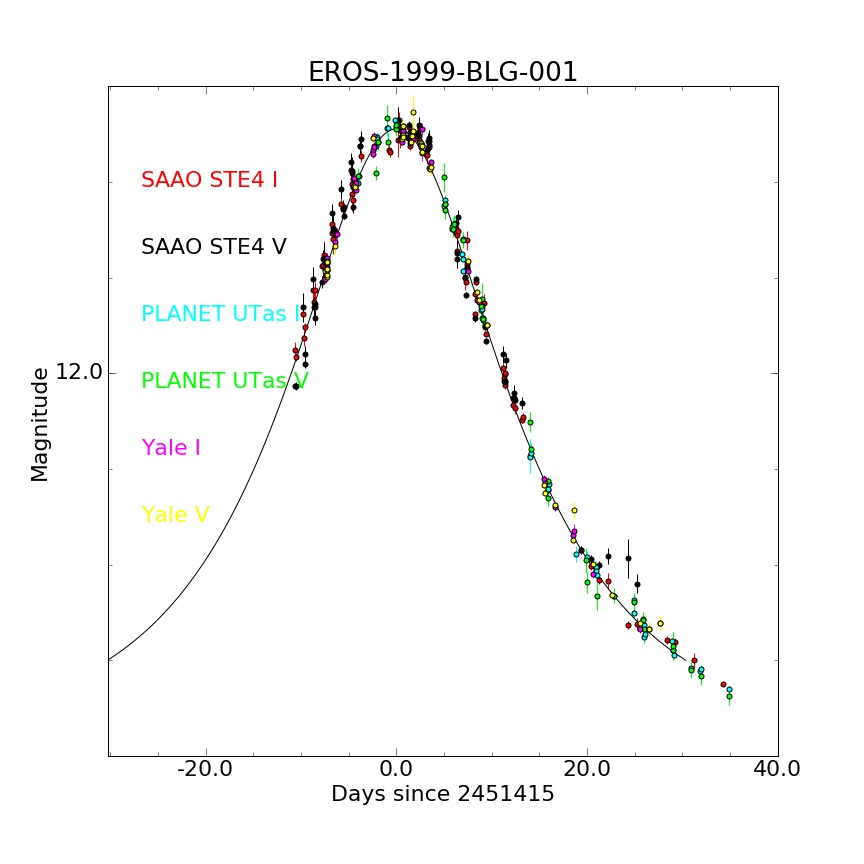 EROS-1999-BLG-001
SAAO STE4 I
SAAO STE4 V
PLANET UTas I
PLANET UTas V
Yale I
Yale V
12.0
Magnitude
-20.0 0.0 20.0 40.0
Days since 2451415